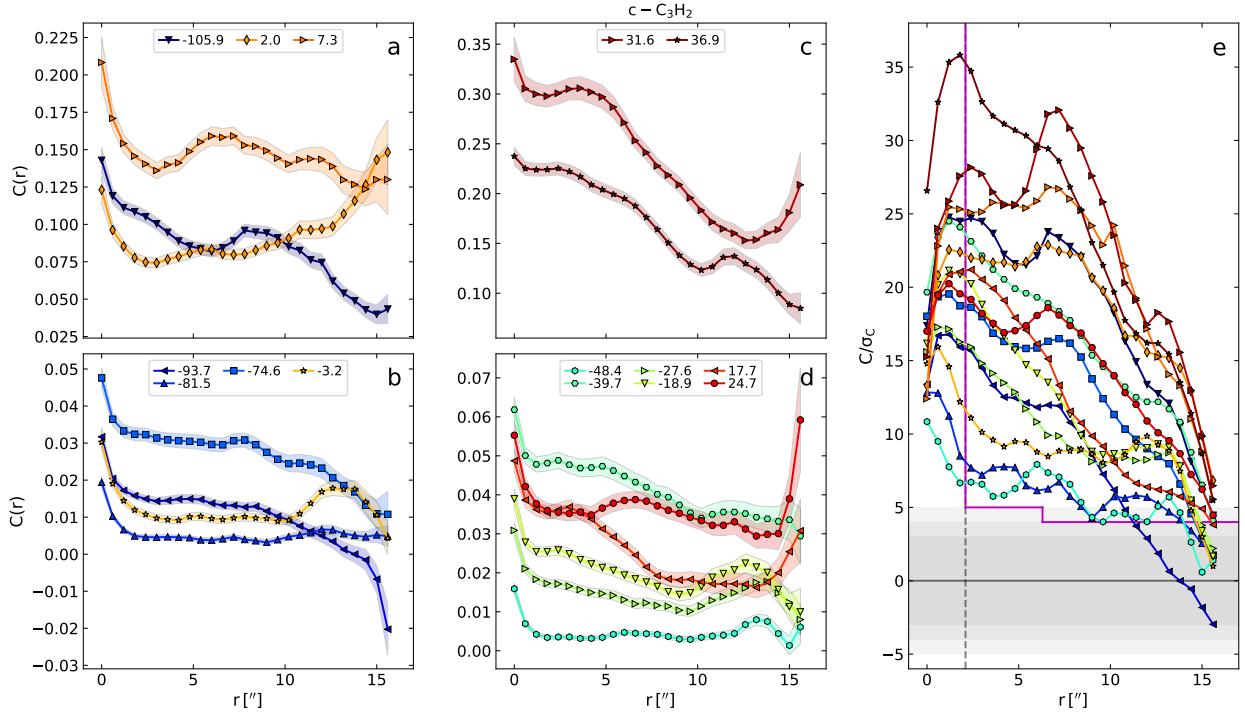 c − C₃H₂
a
-105.9 2.0 7.3
C(r)
0.225
0.200
0.175
0.150
0.125
0.100
0.075
0.050
0.025
b
-93.7 -74.6 -3.2
-81.5
C(r)
0.05
0.04
0.03
0.02
0.01
0.00
−0.01
−0.02
−0.03
0 5 10 15
r [″]
c
31.6 36.9
0.35
0.30
0.25
0.20
0.15
0.10
d
-48.4 -27.6 17.7
-39.7 -18.9 24.7
0.07
0.06
0.05
0.04
0.03
0.02
0.01
0.00
0 5 10 15
r [″]
e
C/σ_C
35
30
25
20
15
10
5
0
−5
0 5 10 15
r [″]